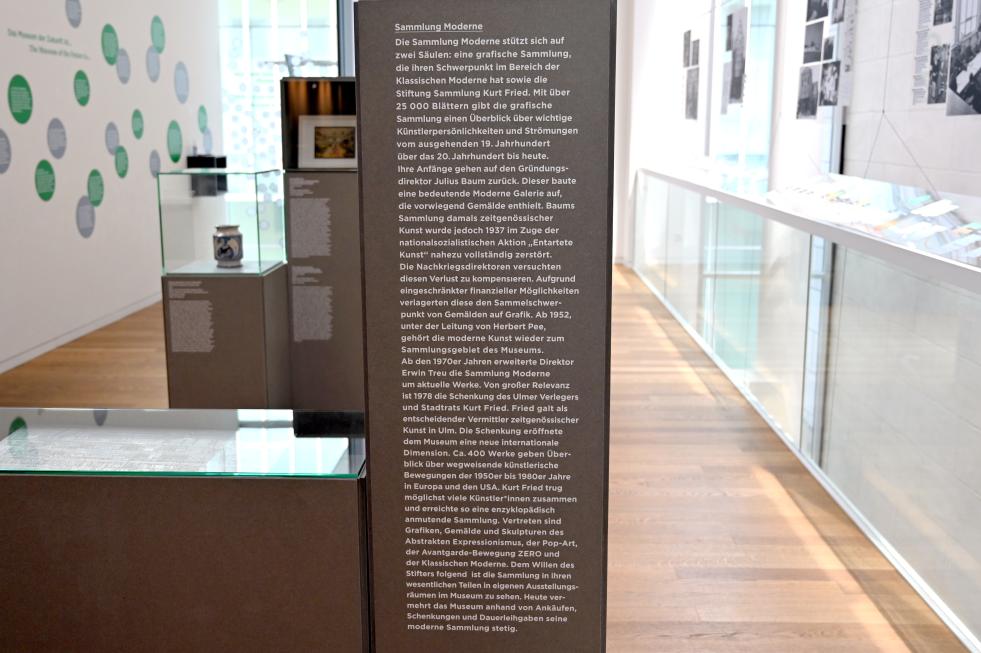 Das Museum der Zukunft ist...
The Museum of the Future is...
Sammlung Moderne
Die Sammlung Moderne stützt sich auf
zwei Säulen: eine grafische Sammlung,
die ihren Schwerpunkt im Bereich der
Klassischen Moderne hat sowie die
Stiftung Sammlung Kurt Fried. Mit über
25 000 Blättern gibt die grafische
Sammlung einen Überblick über wichtige
Künstlerpersönlichkeiten und Strömungen
vom ausgehenden 19. Jahrhundert
über das 20. Jahrhundert bis heute.
Ihre Anfänge gehen auf den Gründungs-
direktor Julius Baum zurück. Dieser baute
eine bedeutende Moderne Galerie auf,
die vorwiegend Gemälde enthielt. Baums
Sammlung damals zeitgenössischer
Kunst wurde jedoch 1937 im Zuge der
nationalsozialistischen Aktion „Entartete
Kunst“ nahezu vollständig zerstört.
Die Nachkriegsdirektoren versuchten
diesen Verlust zu kompensieren. Aufgrund
eingeschränkter finanzieller Möglichkeiten
verlagerten diese den Sammelschwer-
punkt von Gemälden auf Grafik. Ab 1952,
unter der Leitung von Herbert Pee,
gehört die moderne Kunst wieder zum
Sammlungsgebiet des Museums.
Ab den 1970er Jahren erweiterte Direktor
Erwin Treu die Sammlung Moderne
um aktuelle Werke. Von großer Relevanz
ist 1978 die Schenkung des Ulmer Verlegers
und Stadtrats Kurt Fried. Fried galt als
entscheidender Vermittler zeitgenössischer
Kunst in Ulm. Die Schenkung eröffnete
dem Museum eine neue internationale
Dimension. Ca. 400 Werke geben Über-
blick über wegweisende künstlerische
Bewegungen der 1950er bis 1980er Jahre
in Europa und den USA. Kurt Fried trug
möglichst viele Künstler*innen zusammen
und erreichte so eine enzyklopädisch
anmutende Sammlung. Vertreten sind
Grafiken, Gemälde und Skulpturen des
Abstrakten Expressionismus, der Pop-Art,
der Avantgarde-Bewegung ZERO und
der Klassischen Moderne. Dem Willen des
Stifters folgend ist die Sammlung in ihren
wesentlichen Teilen in eigenen Ausstellungs-
räumen im Museum zu sehen. Heute ver-
mehrt das Museum anhand von Ankäufen,
Schenkungen und Dauerleihgaben seine
moderne Sammlung stetig.